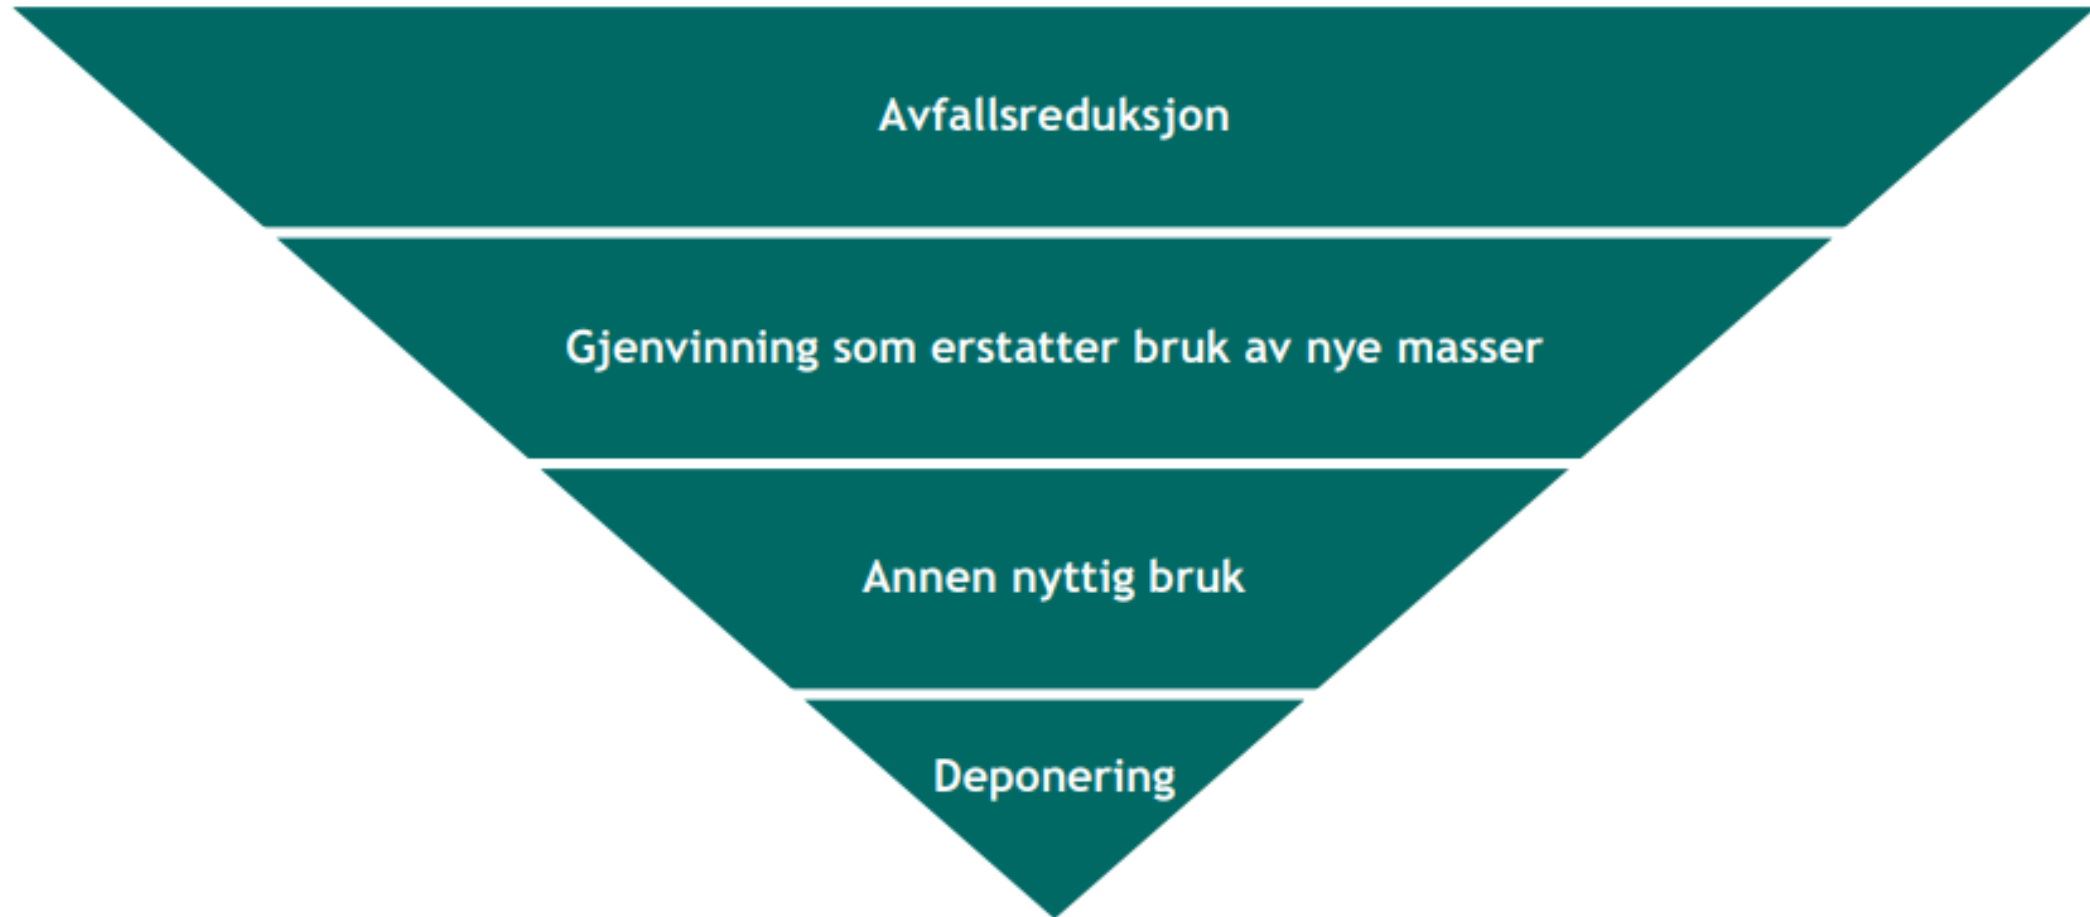 Avfallsreduksjon
Gjenvinning som erstatter bruk av nye masser
Annen nyttig bruk
Deponering